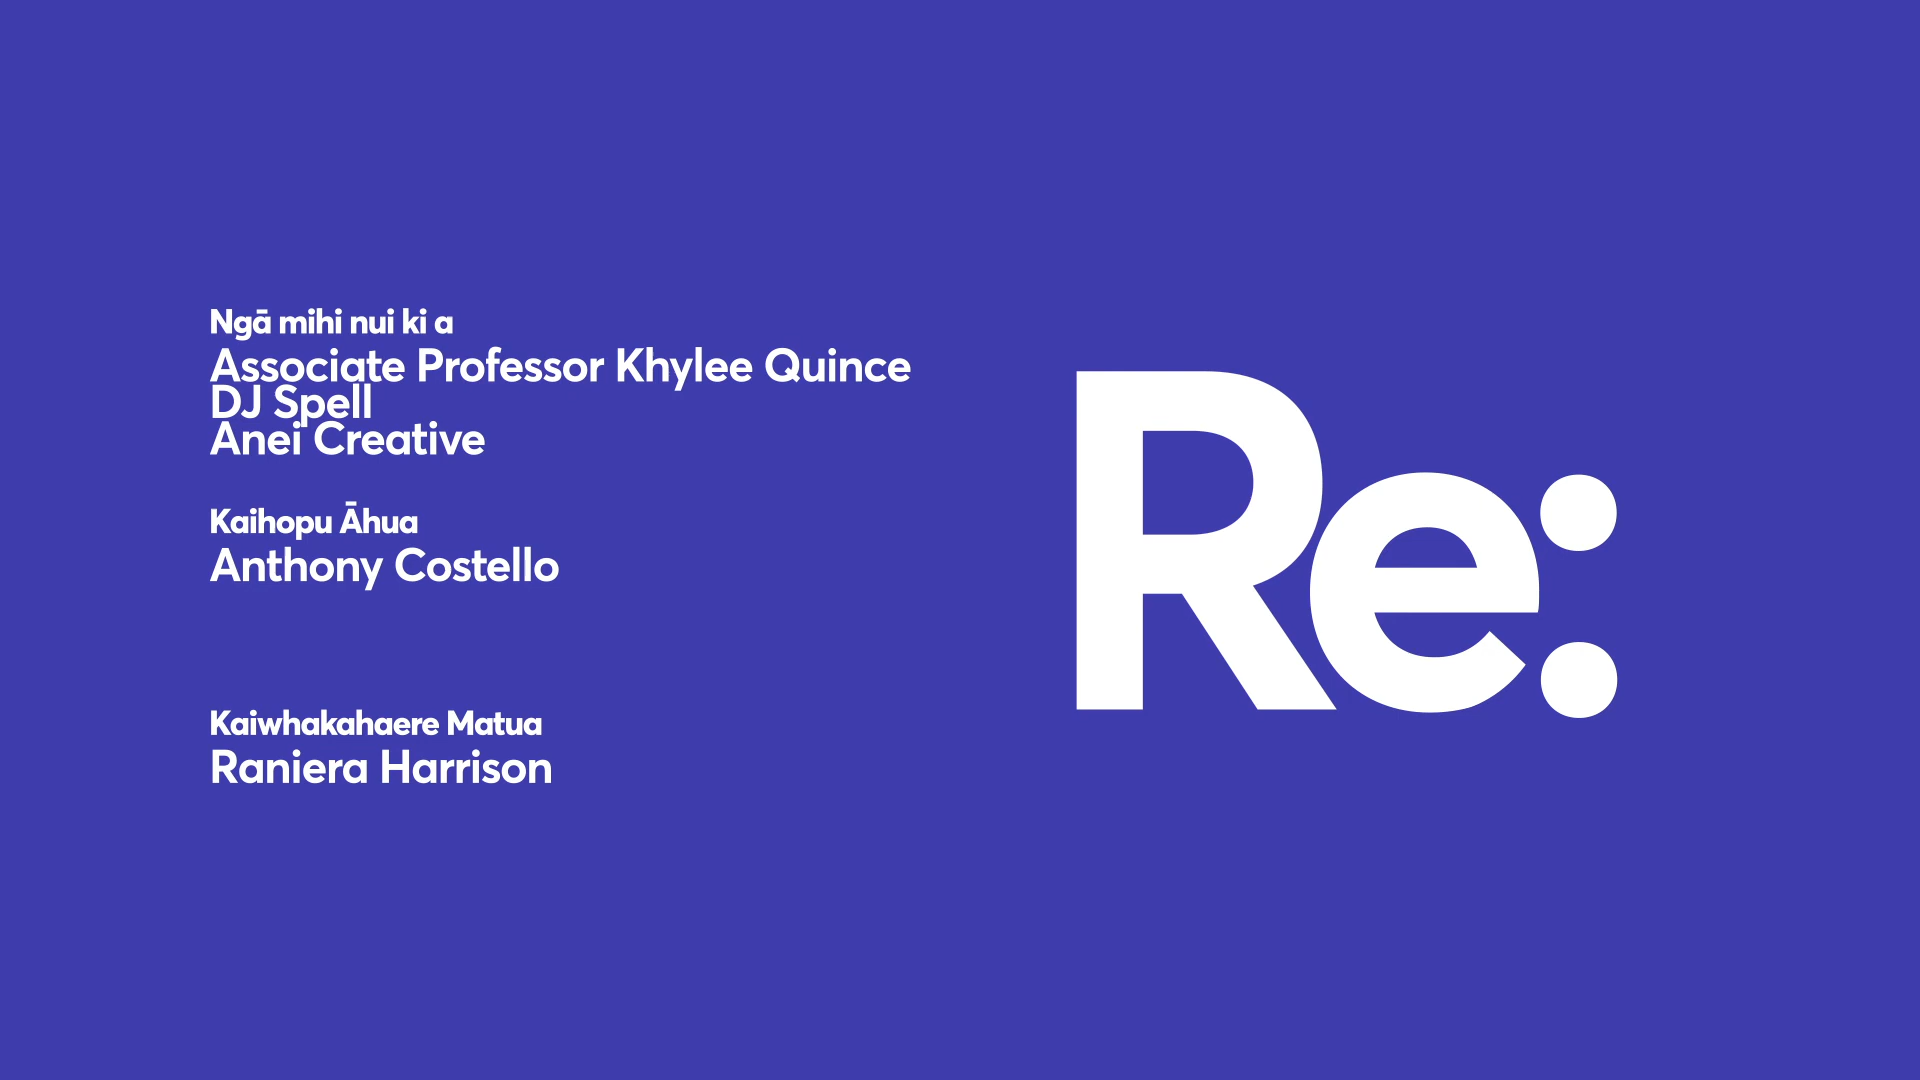 Ngā mihi nui ki a
Associate Professor Khylee Quince
DJ Spell
Anei Creative
Kaihopu Āhua
Anthony Costello
Kaiwhakahaere Matua
Raniera Harrison
Re: